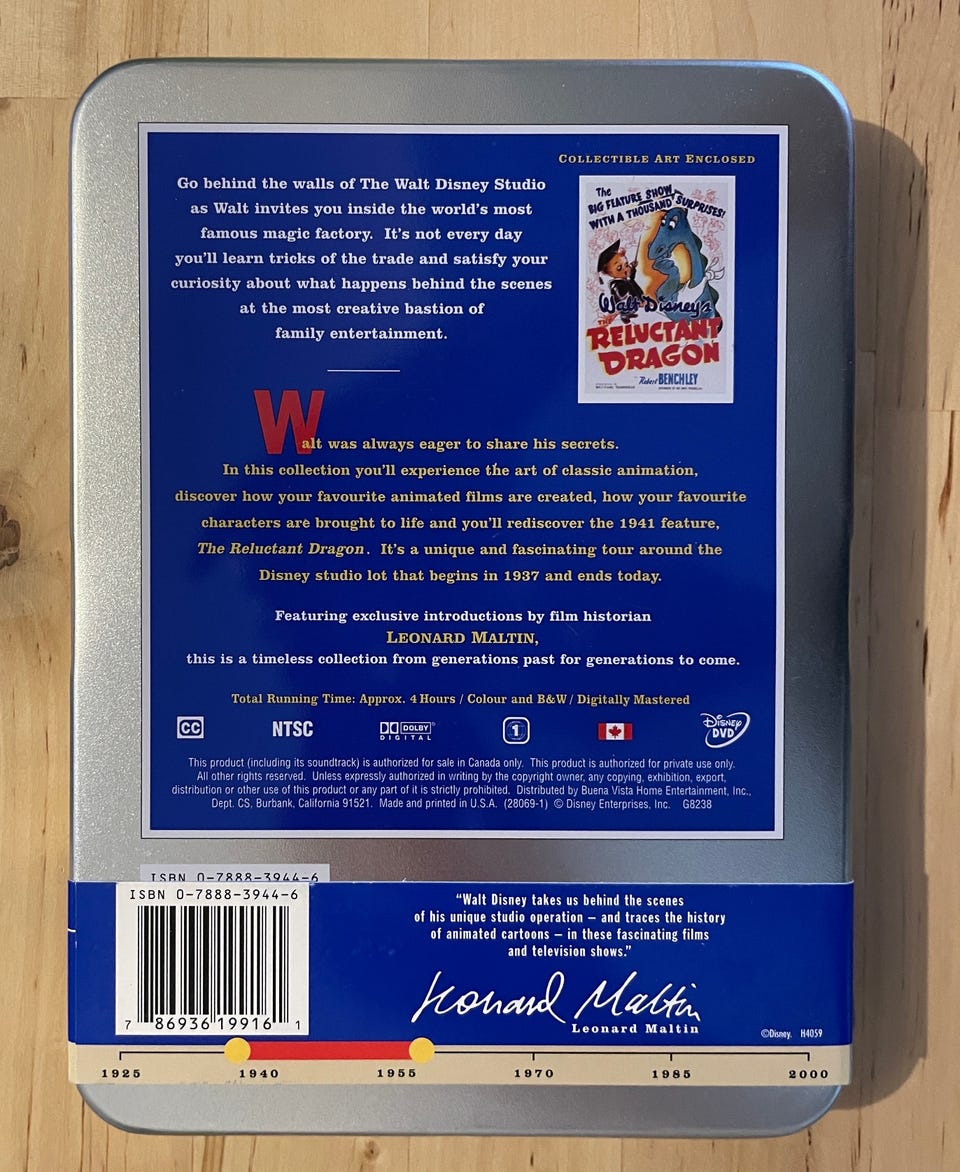 COLLECTIBLE ART ENCLOSED
Go behind the walls of The Walt Disney Studio
as Walt invites you inside the world's most
famous magic factory. It's not every day
you'll learn tricks of the trade and satisfy your
curiosity about what happens behind the scenes
at the most creative bastion of
family entertainment.
The
BIG FEATURE SHOW
WITH A THOUSAND SURPRISES!
Walt Disney's
THE
RELUCTANT
DRAGON
Robert BENCHLEY
Walt was always eager to share his secrets.
In this collection you'll experience the art of classic animation,
discover how your favourite animated films are created, how your favourite
characters are brought to life and you'll rediscover the 1941 feature,
The Reluctant Dragon. It's a unique and fascinating tour around the
Disney studio lot that begins in 1937 and ends today.
Featuring exclusive introductions by film historian
LEONARD MALTIN,
this is a timeless collection from generations past for generations to come.
Total Running Time: Approx. 4 Hours / Colour and B&W / Digitally Mastered
CC NTSC DOLBY DIGITAL 1 DISNEY DVD
This product (including its soundtrack) is authorized for sale in Canada only. This product is authorized for private use only.
All other rights reserved. Unless expressly authorized in writing by the copyright owner, any copying, exhibition, export,
distribution or other use of this product or any part of it is strictly prohibited. Distributed by Buena Vista Home Entertainment, Inc.,
Dept. CS, Burbank, California 91521. Made and printed in U.S.A. (28069-1) © Disney Enterprises, Inc. G8238
ISBN 0-7888-3944-6
ISBN 0-7888-3944-6
7 86936 19916 1
"Walt Disney takes us behind the scenes
of his unique studio operation – and traces the history
of animated cartoons – in these fascinating films
and television shows."
Leonard Maltin
Leonard Maltin
©Disney. H4059
1925 1940 1955 1970 1985 2000